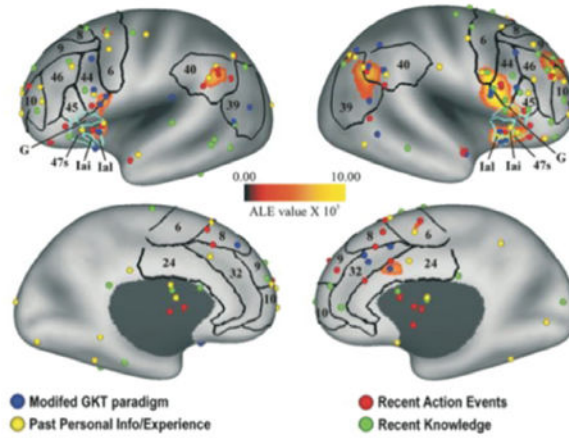 8 6 6 8
9 46 44 40 40 44 46 9
10 45 39 39 45 10
G 47s Iai Ial Ial Iai 47s G
0.00 10.00
ALE value X 10⁵
6 8 9 24 32 10
8 6 9 32 24 10
Modifed GKT paradigm
Recent Action Events
Past Personal Info/Experience
Recent Knowledge